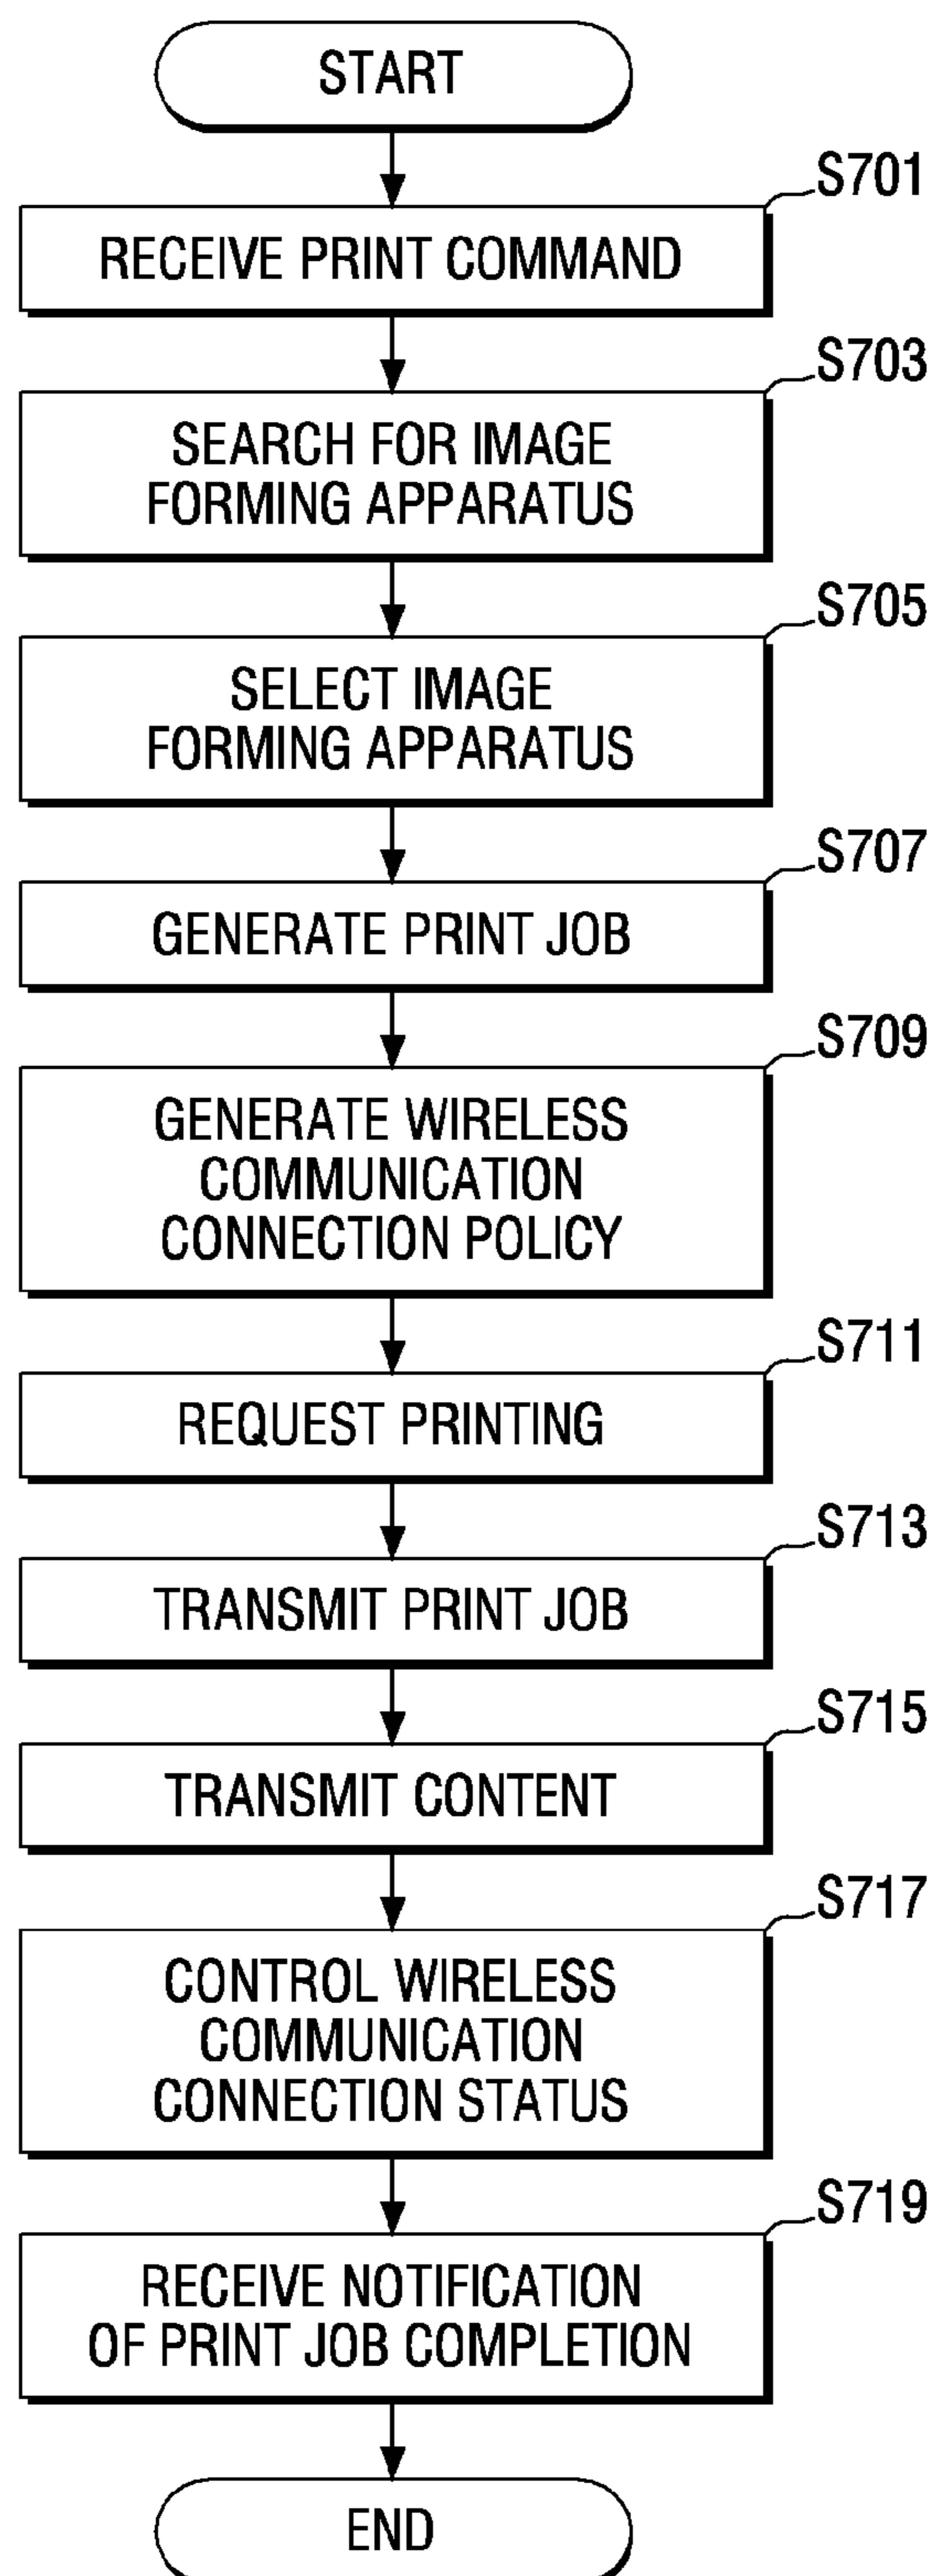 START
S701
RECEIVE PRINT COMMAND
S703
SEARCH FOR IMAGE
FORMING APPARATUS
S705
SELECT IMAGE
FORMING APPARATUS
S707
GENERATE PRINT JOB
S709
GENERATE WIRELESS
COMMUNICATION
CONNECTION POLICY
S711
REQUEST PRINTING
S713
TRANSMIT PRINT JOB
S715
TRANSMIT CONTENT
S717
CONTROL WIRELESS
COMMUNICATION
CONNECTION STATUS
S719
RECEIVE NOTIFICATION
OF PRINT JOB COMPLETION
END